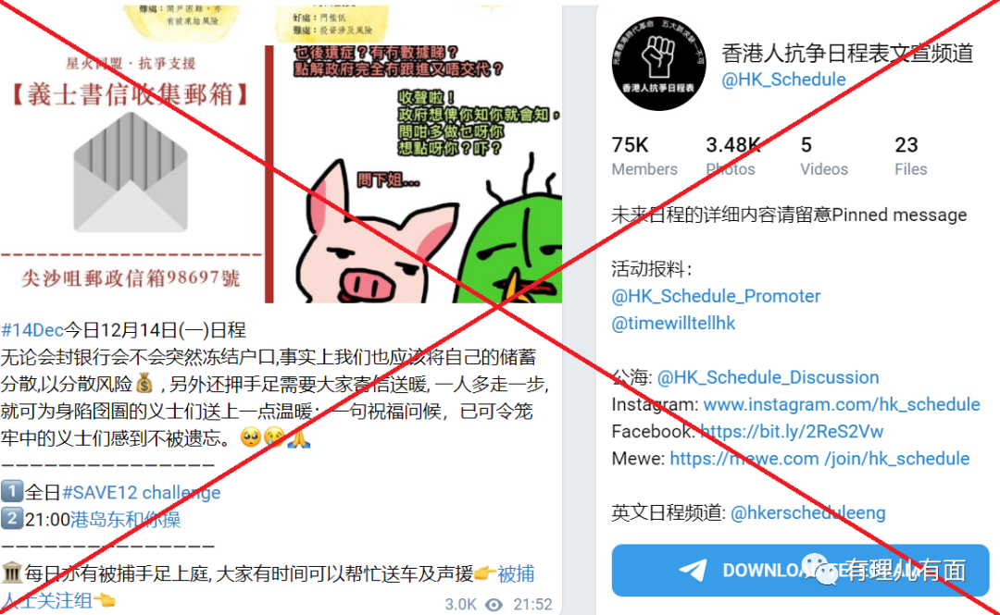 難處：開戶困難，亦
有被凍結風險
好處：門檻低
難處：投資涉及風險
星火同盟·抗爭支援
【義士書信收集郵箱】
尖沙咀郵政信箱98697號
乜後遺症？有冇數據睇？
點解政府完全冇跟進又唔交代？
收聲啦！
政府想俾你知你就會知，
問咁多做乜呀你
想點呀你？吓？
問下姐...
#14Dec今日12月14日(一)日程
无论会封银行会不会突然冻结户口,事实上我们也应该将自己的储蓄
分散,以分散风险💰，另外还押手足需要大家寄信送暖, 一人多走一步,
就可为身陷囹圄的义士们送上一点温暖；一句祝福问候，已可令笼
牢中的义士们感到不被遗忘。🥺😢🙏
———————————————
1️⃣全日#SAVE12 challenge
2️⃣21:00港岛东和你操
———————————————
🏛每日亦有被捕手足上庭, 大家有时间可以帮忙送车及声援👉被捕
人士关注组👈
3.0K 21:52
光復香港時代革命 五大訴求缺一不可
香港人抗爭日程表
香港人抗争日程表文宣频道
@HK_Schedule
75K 3.48K 5 23
Members Photos Videos Files
未来日程的详细内容请留意Pinned message
活动报料：
@HK_Schedule_Promoter
@timewilltellhk
公海: @HK_Schedule_Discussion
Instagram: www.instagram.com/hk_schedule
Facebook: https://bit.ly/2ReS2Vw
Mewe: https://mewe.com /join/hk_schedule
英文日程频道: @hkerscheduleeng
DOWNLOAD TELEGRAM
有理儿有面